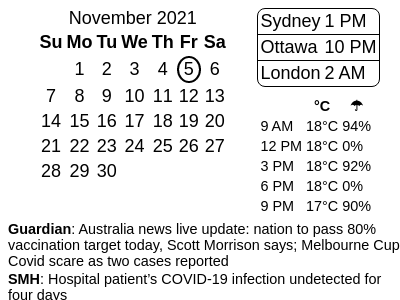 November 2021
Su Mo Tu We Th Fr Sa
1 2 3 4 5 6
7 8 9 10 11 12 13
14 15 16 17 18 19 20
21 22 23 24 25 26 27
28 29 30
Sydney 1 PM
Ottawa 10 PM
London 2 AM
°C ☂
9 AM 18°C 94%
12 PM 18°C 0%
3 PM 18°C 92%
6 PM 18°C 0%
9 PM 17°C 90%
Guardian: Australia news live update: nation to pass 80%
vaccination target today, Scott Morrison says; Melbourne Cup
Covid scare as two cases reported
SMH: Hospital patient's COVID-19 infection undetected for
four days